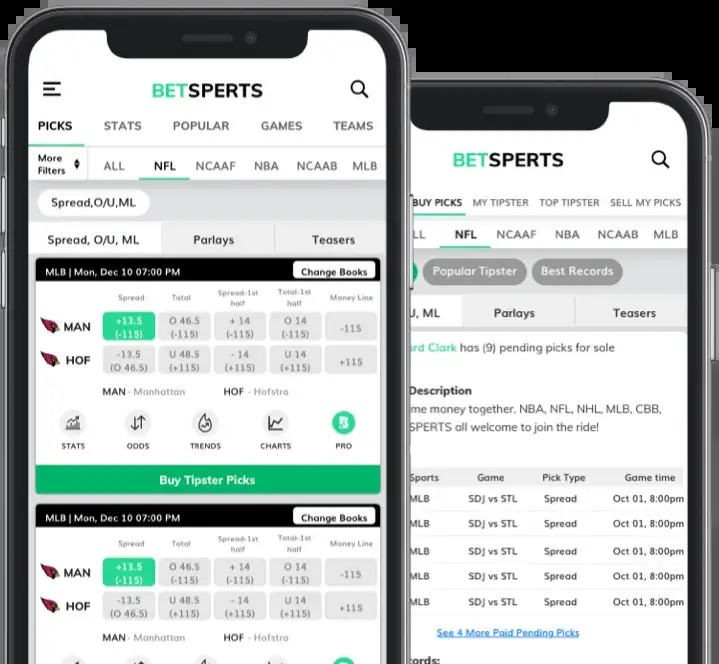 BETSPERTS
PICKS STATS POPULAR GAMES TEAMS
More Filters ALL NFL NCAAF NBA NCAAB MLB
Spread,O/U,ML
Spread, O/U, ML Parlays Teasers
MLB | Mon, Dec 10 07:00 PM Change Books
Spread Total Spread-1st half Total-1st half Money Line
MAN +13.5 (-115) O 46.5 (-115) + 14 (-115) O 14 (-115) -115
HOF -13.5 (O 46.5) U 48.5 (+115) - 14 (+115) U 14 (+115) +115
MAN - Manhattan HOF - Hofstra
STATS ODDS TRENDS CHARTS PRO
Buy Tipster Picks
MLB | Mon, Dec 10 07:00 PM Change Books
Spread Total Spread-1st half Total-1st half Money Line
MAN +13.5 (-115) O 46.5 (-115) + 14 (-115) O 14 (-115) -115
HOF -13.5 (O 46.5) U 48.5 (+115) - 14 (+115) U 14 (+115) +115
MAN - Manhattan HOF - Hofstra
BETSPERTS
BUY PICKS MY TIPSTER TOP TIPSTER SELL MY PICKS
LL NFL NCAAF NBA NCAAB MLB
Popular Tipster Best Records
U, ML Parlays Teasers
rd Clark has (9) pending picks for sale
Description
me money together. NBA, NFL, NHL, MLB, CBB,
SPERTS all welcome to join the ride!
Sports Game Pick Type Game time
MLB SDJ vs STL Spread Oct 01, 8:00pm
MLB SDJ vs STL Spread Oct 01, 8:00pm
MLB SDJ vs STL Spread Oct 01, 8:00pm
MLB SDJ vs STL Spread Oct 01, 8:00pm
MLB SDJ vs STL Spread Oct 01, 8:00pm
See 4 More Paid Pending Picks
ords: